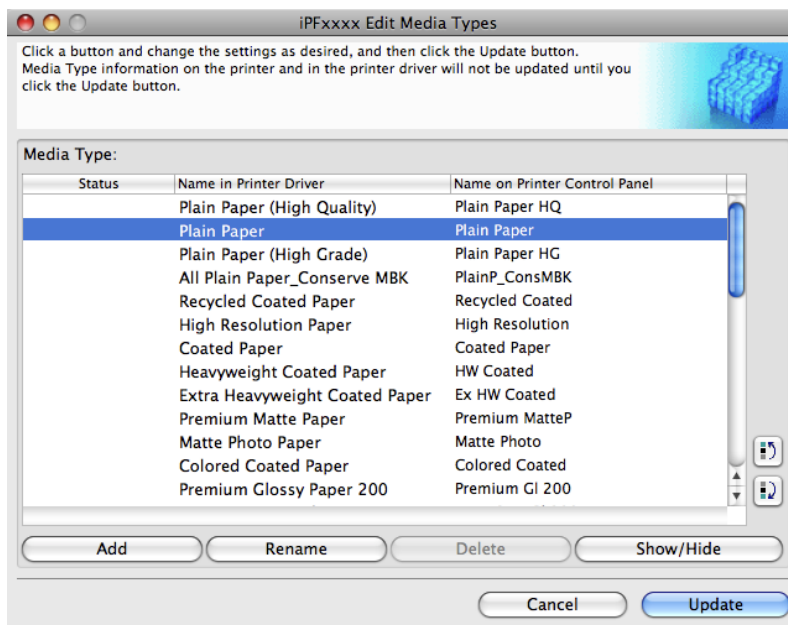 iPFxxxx Edit Media Types
Click a button and change the settings as desired, and then click the Update button.
Media Type information on the printer and in the printer driver will not be updated until you
click the Update button.
Media Type:
Status Name in Printer Driver Name on Printer Control Panel
Plain Paper (High Quality) Plain Paper HQ
Plain Paper Plain Paper
Plain Paper (High Grade) Plain Paper HG
All Plain Paper_Conserve MBK PlainP_ConsMBK
Recycled Coated Paper Recycled Coated
High Resolution Paper High Resolution
Coated Paper Coated Paper
Heavyweight Coated Paper HW Coated
Extra Heavyweight Coated Paper Ex HW Coated
Premium Matte Paper Premium MatteP
Matte Photo Paper Matte Photo
Colored Coated Paper Colored Coated
Premium Glossy Paper 200 Premium Gl 200
Add Rename Delete Show/Hide
Cancel Update